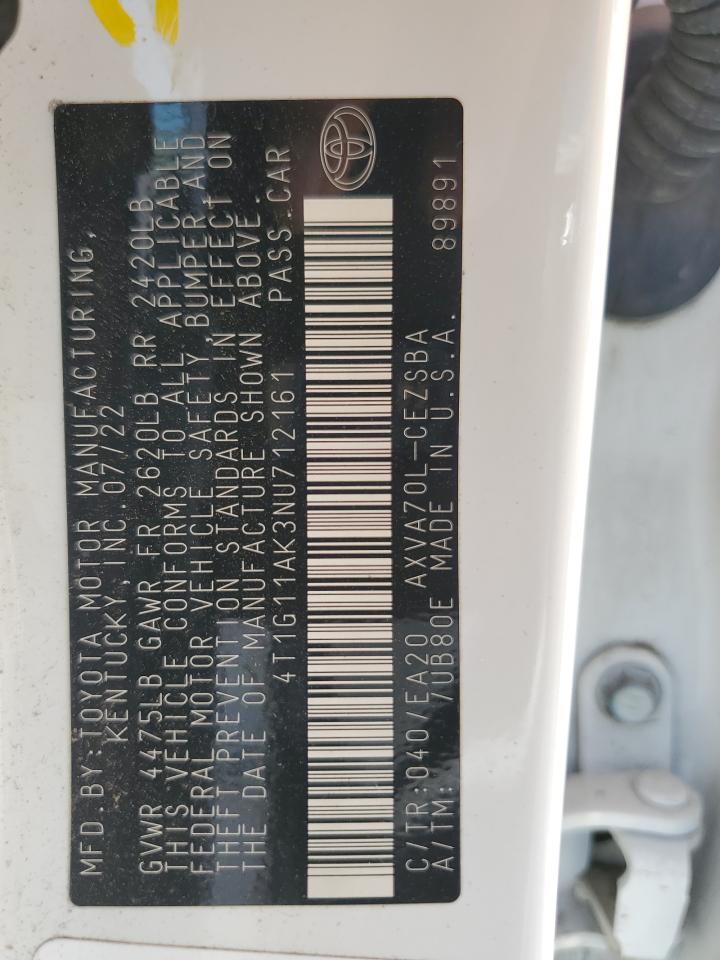 MFD.BY:TOYOTA MOTOR MANUFACTURING,
KENTUCKY, INC.07/22
GVWR 4475LB GAWR FR 2620LB RR 2420LB
THIS VEHICLE CONFORMS TO ALL APPLICABLE
FEDERAL MOTOR VEHICLE SAFETY, BUMPER AND
THEFT PREVENTION STANDARDS IN EFFECT ON
THE DATE OF MANUFACTURE SHOWN ABOVE.
4T1G11AK3NU712161 PASS.CAR
C/TR:040/EA20 AXVA70L-CEZSBA
A/TM: 7UB80E MADE IN U.S.A. 89891